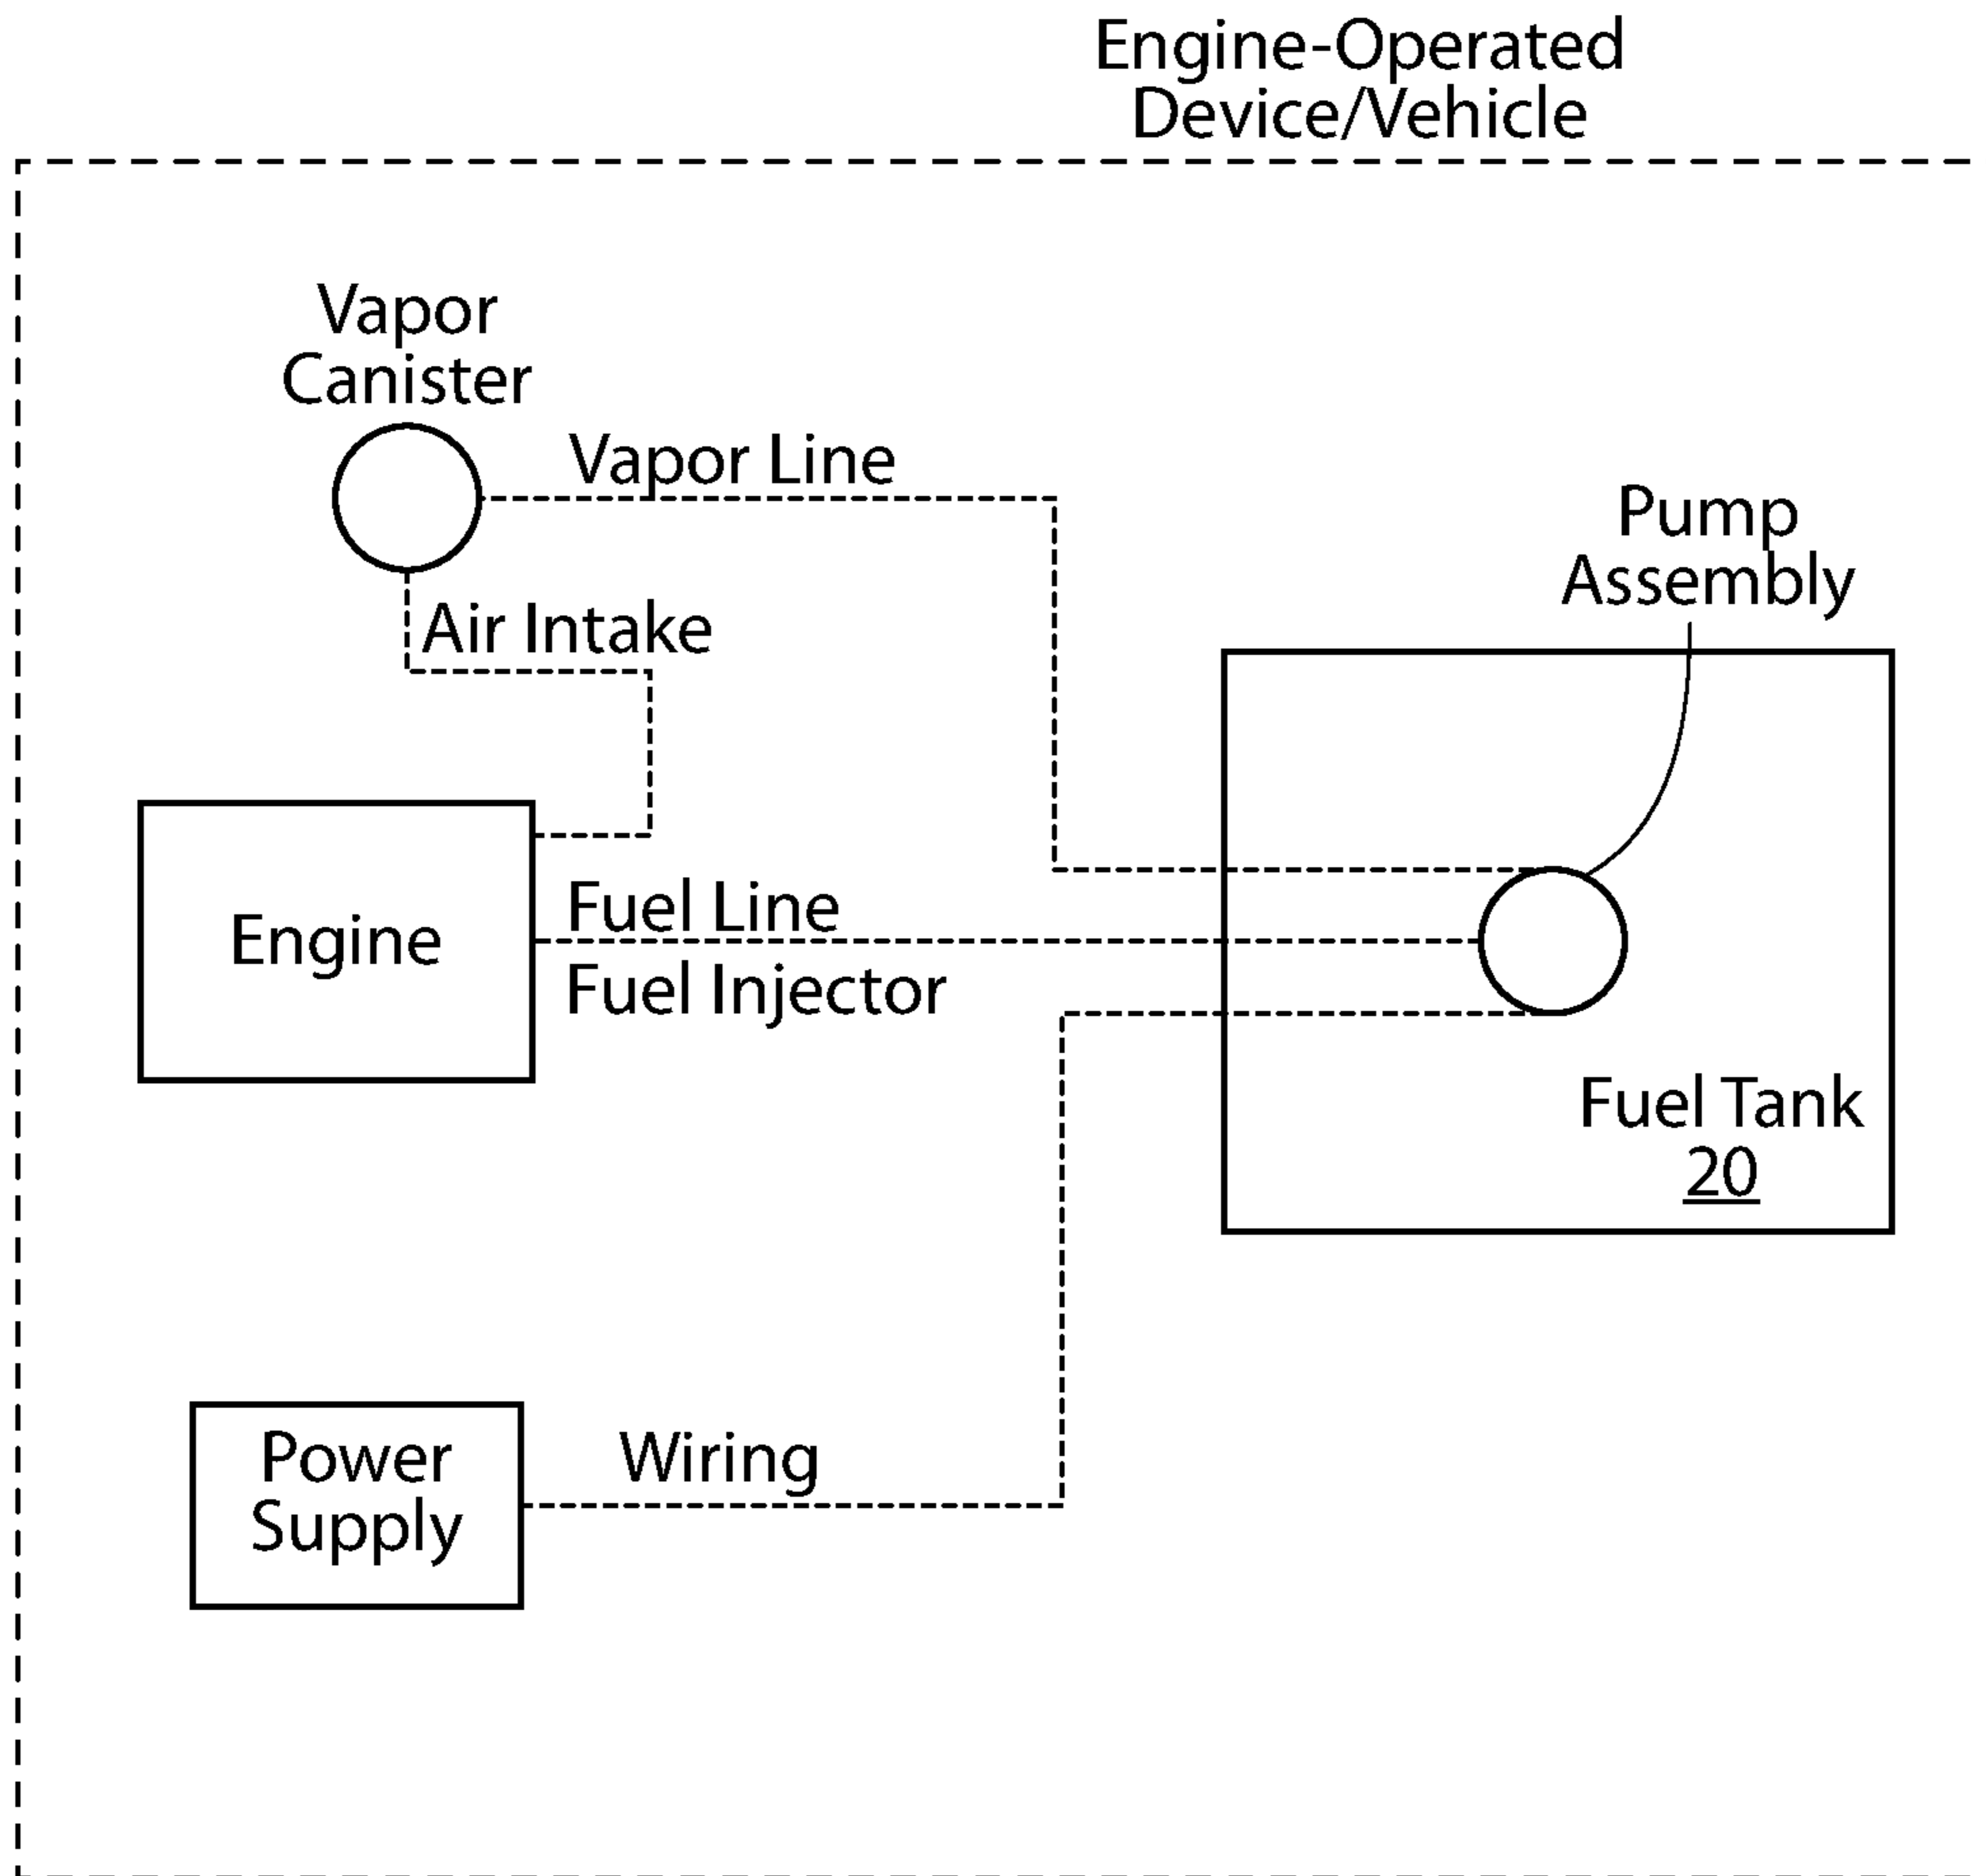 Engine-Operated
Device/Vehicle
Vapor
Canister
Vapor Line
Pump
Assembly
Air Intake
Fuel Line
Engine
Fuel Injector
Fuel Tank
20
Power
Supply
Wiring